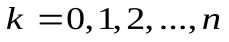 k = 0, 1, 2, ..., n